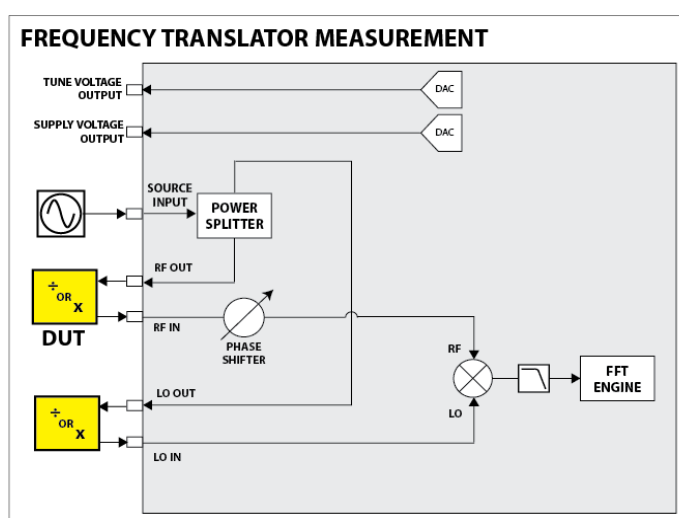 FREQUENCY TRANSLATOR MEASUREMENT
TUNE VOLTAGE
OUTPUT
DAC
SUPPLY VOLTAGE
OUTPUT
DAC
SOURCE
INPUT
POWER
SPLITTER
RF OUT
÷
OR
x
DUT
RF IN
PHASE
SHIFTER
RF
LO
FFT
ENGINE
LO OUT
÷
OR
x
LO IN